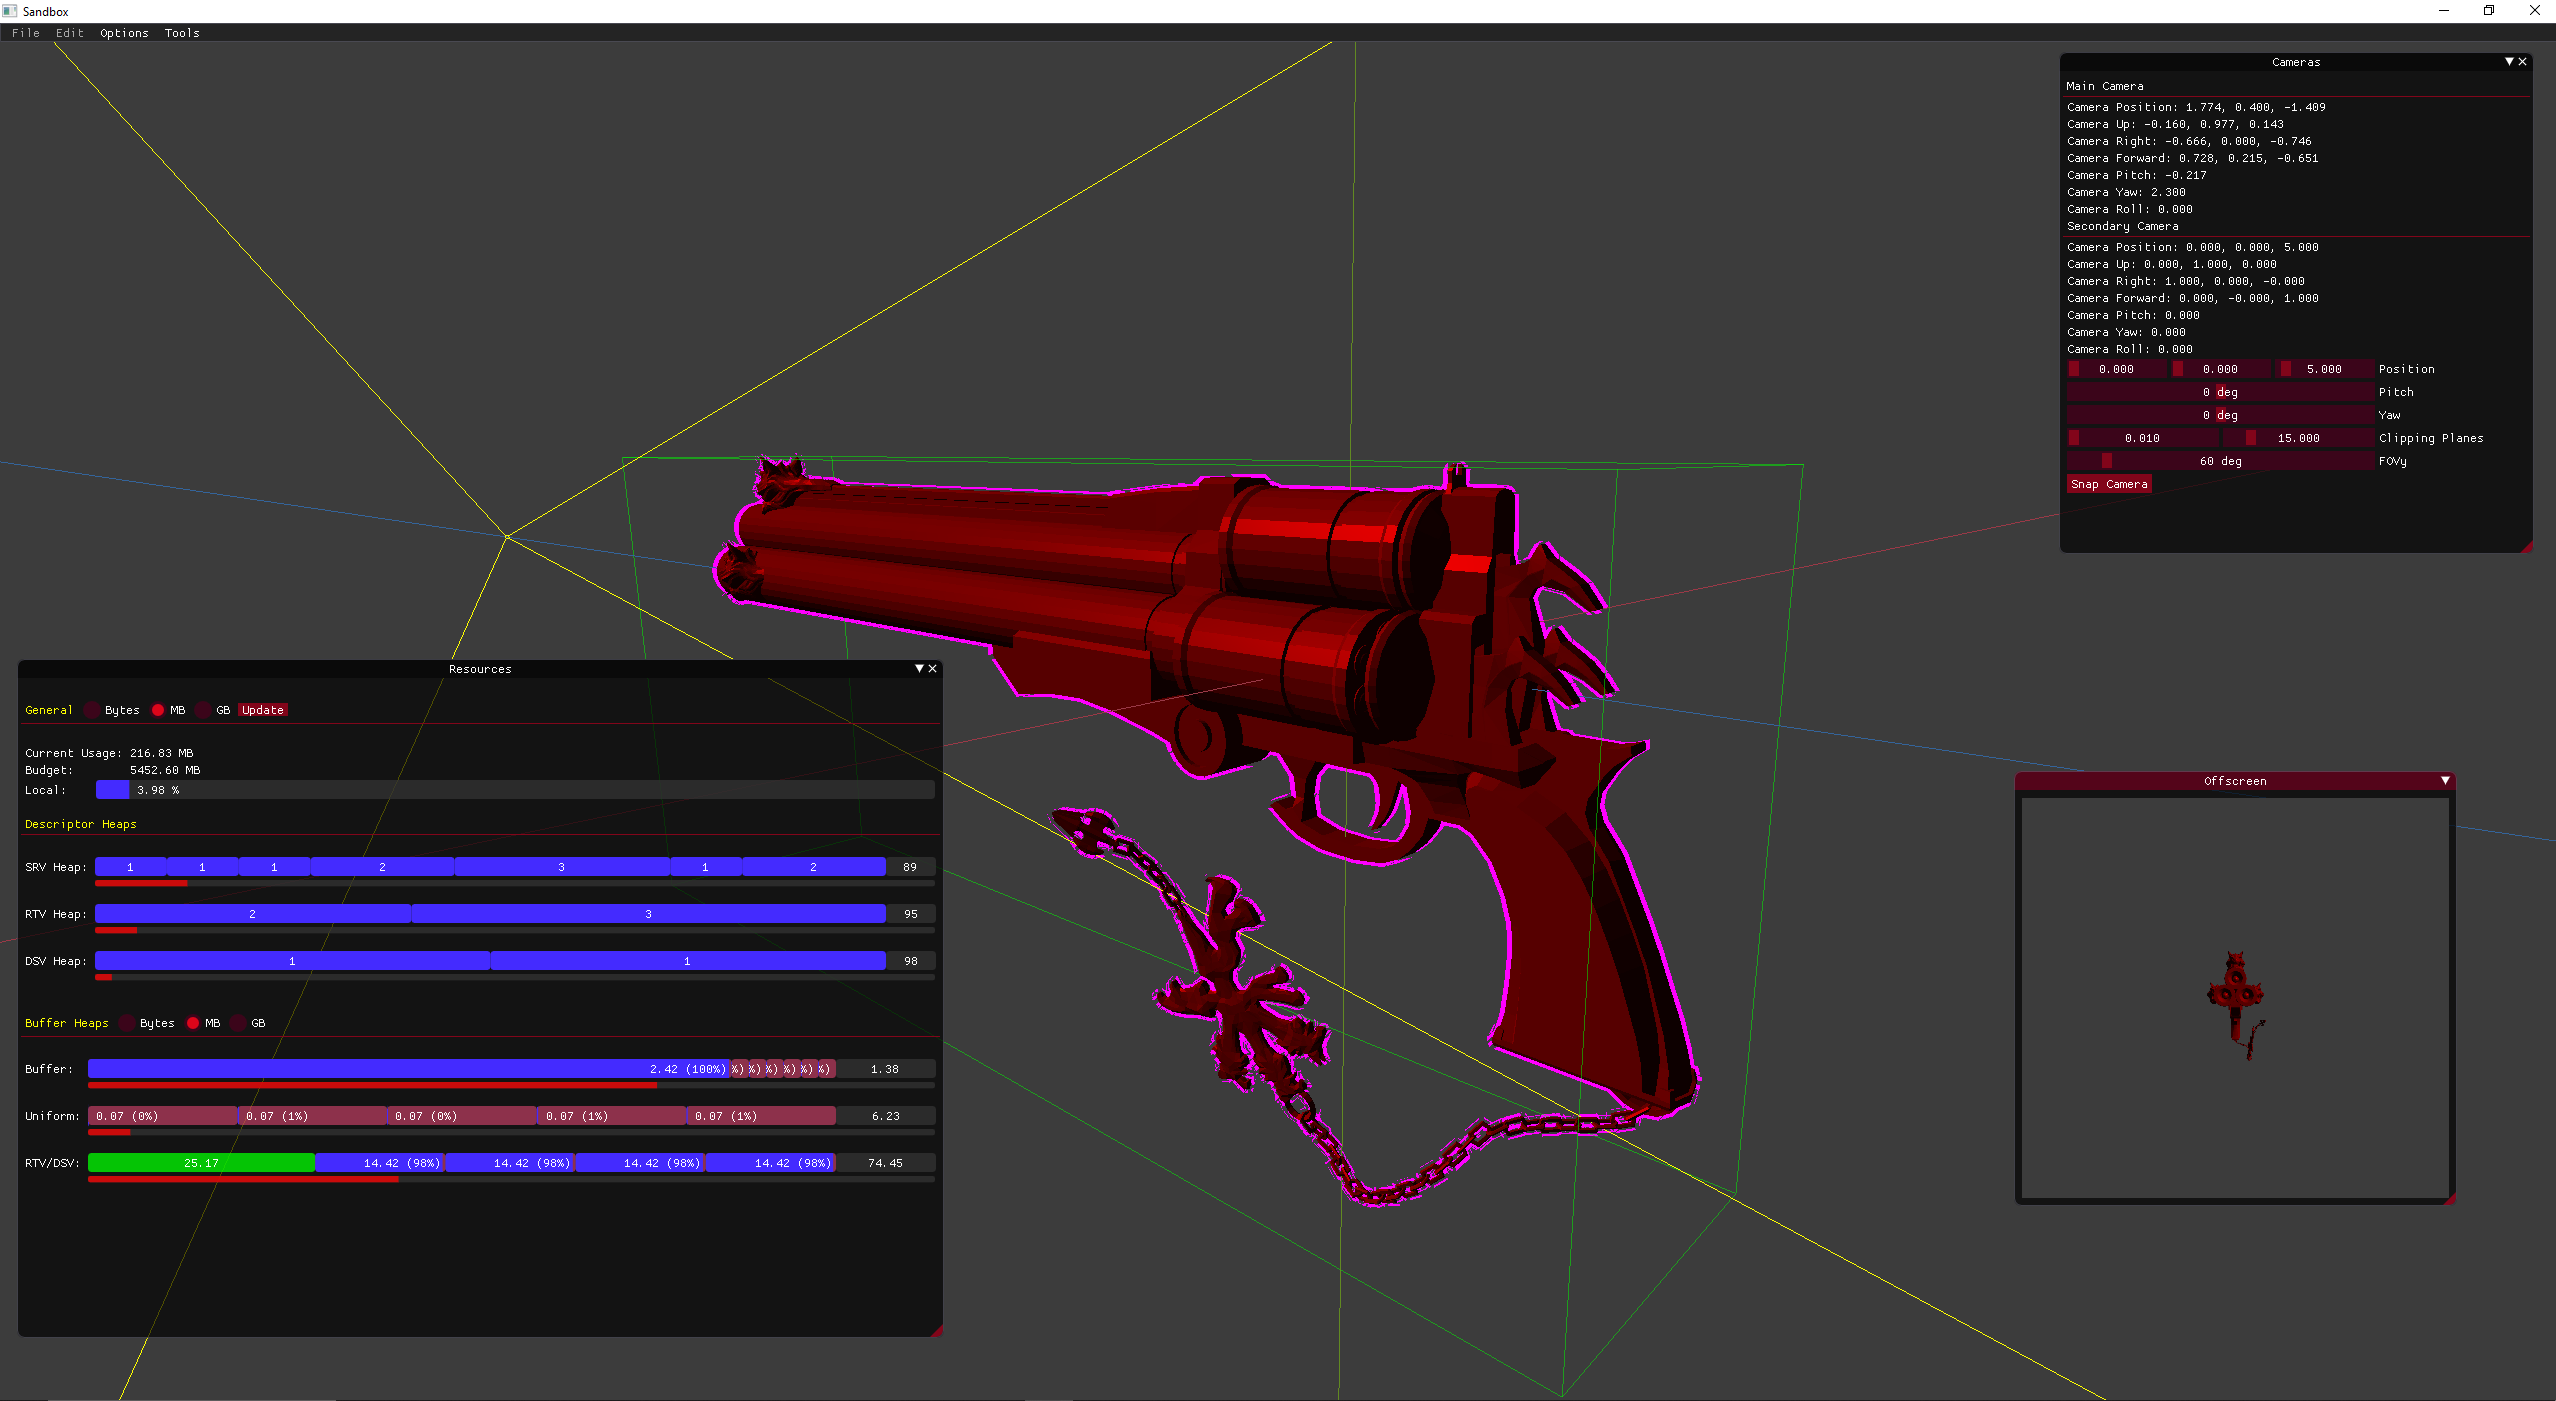 Sandbox
File Edit Options Tools
Cameras
Main Camera
Camera Position: 1.774, 0.400, -1.409
Camera Up: -0.160, 0.977, 0.143
Camera Right: -0.666, 0.000, -0.746
Camera Forward: 0.728, 0.215, -0.651
Camera Pitch: -0.217
Camera Yaw: 2.300
Camera Roll: 0.000
Secondary Camera
Camera Position: 0.000, 0.000, 5.000
Camera Up: 0.000, 1.000, 0.000
Camera Right: 1.000, 0.000, -0.000
Camera Forward: 0.000, -0.000, 1.000
Camera Pitch: 0.000
Camera Yaw: 0.000
Camera Roll: 0.000
0.000 0.000 5.000 Position
0 deg Pitch
0 deg Yaw
0.010 15.000 Clipping Planes
60 deg FOVy
Snap Camera
Resources
General Bytes MB GB Update
Current Usage: 216.83 MB
Budget: 5452.60 MB
Local: 3.98 %
Descriptor Heaps
SRV Heap: 1 1 1 2 3 1 2 89
RTV Heap: 2 3 95
DSV Heap: 1 1 98
Buffer Heaps Bytes MB GB
Buffer: 2.42 (100%) %) %) %) %) %) %) 1.38
Uniform: 0.07 (0%) 0.07 (1%) 0.07 (0%) 0.07 (1%) 0.07 (1%) 6.23
RTV/DSV: 25.17 14.42 (98%) 14.42 (98%) 14.42 (98%) 14.42 (98%) 74.45
Offscreen